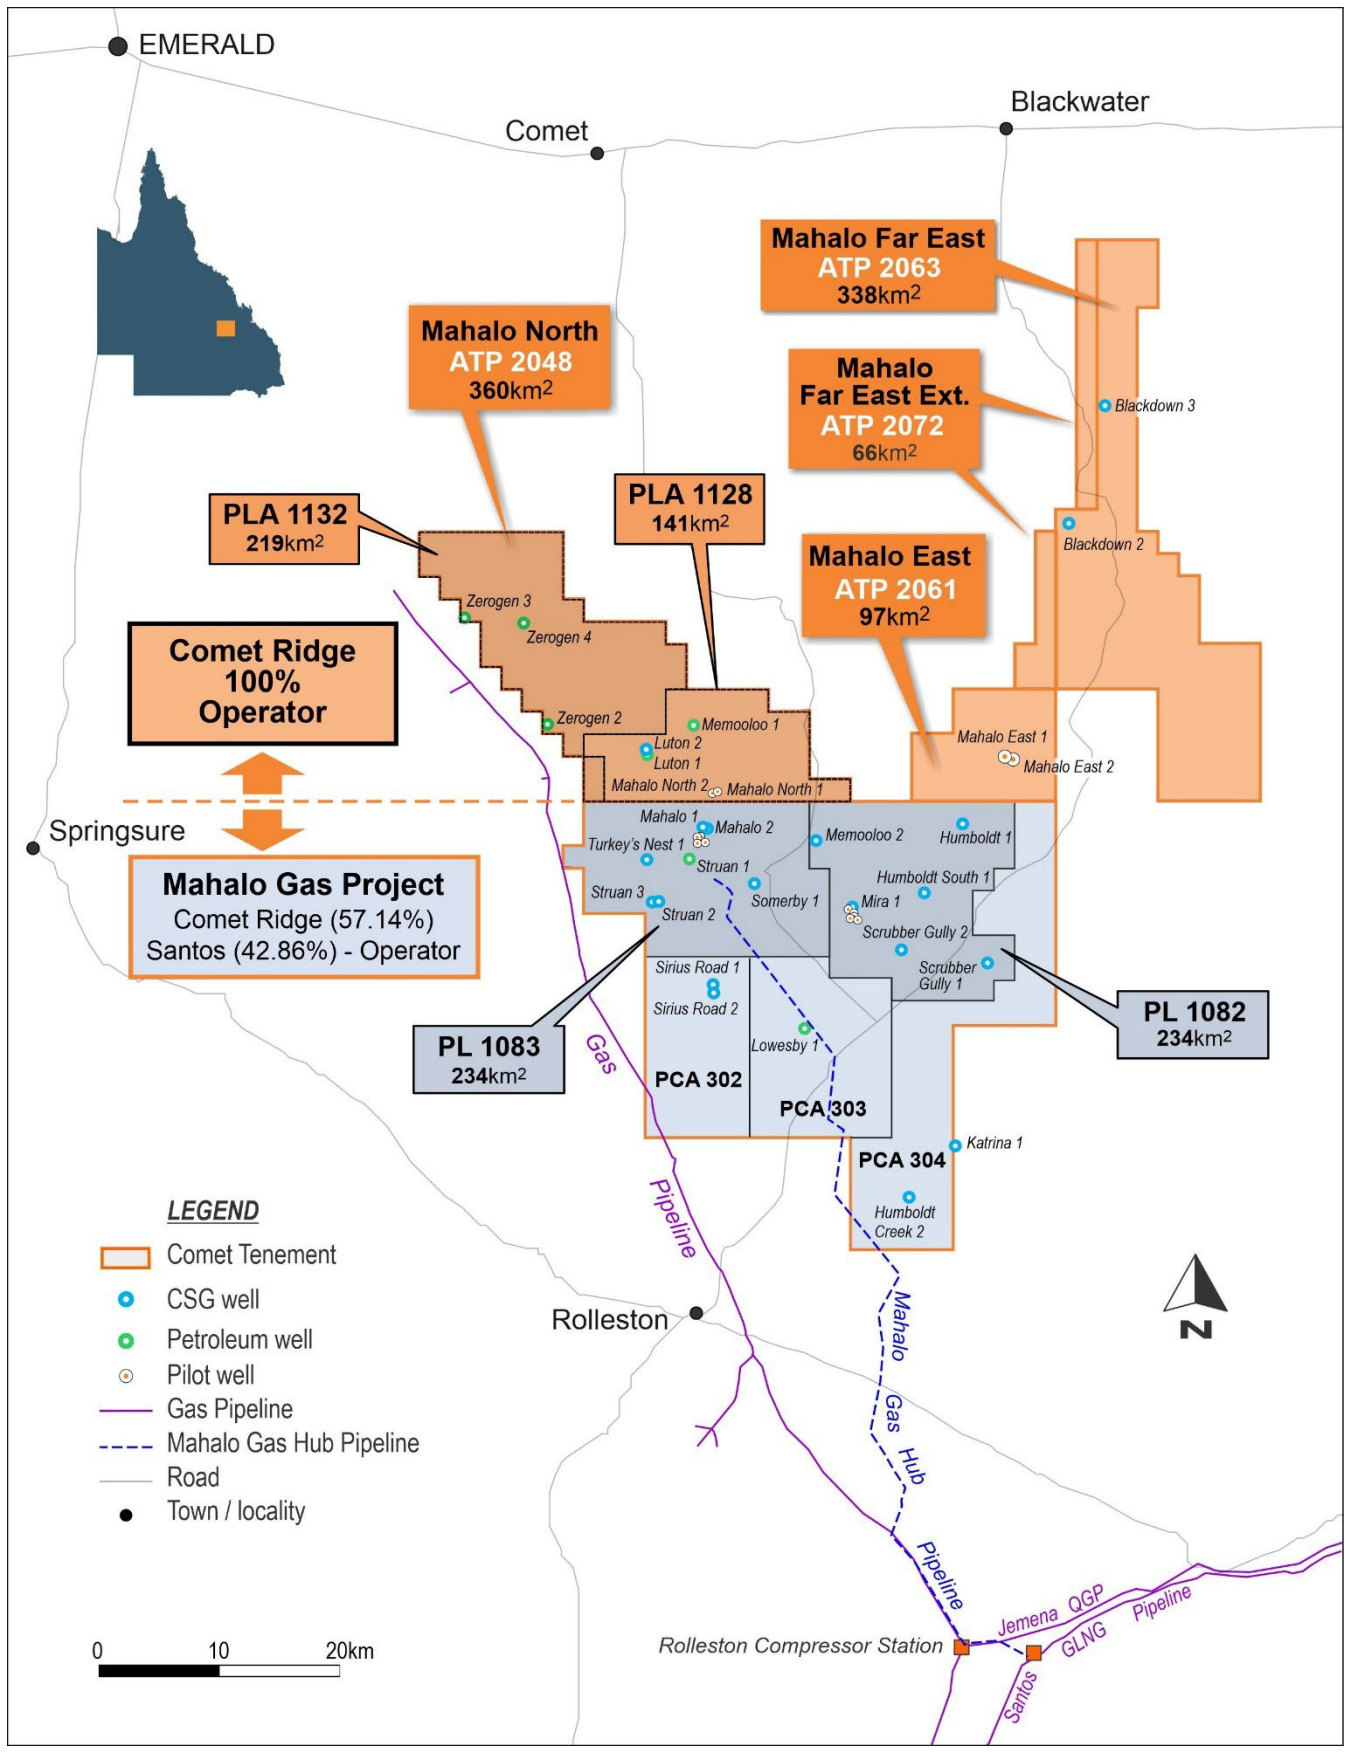 EMERALD
Comet
Blackwater
Mahalo Far East
ATP 2063
338km2
Mahalo North
ATP 2048
360km2
Mahalo
Far East Ext.
ATP 2072
66km2
Blackdown 3
PLA 1132
219km2
PLA 1128
141km2
Blackdown 2
Mahalo East
ATP 2061
97km2
Zerogen 3
Zerogen 4
Comet Ridge
100%
Operator
Zerogen 2
Memooloo 1
Luton 2
Luton 1
Mahalo North 2
Mahalo North 1
Mahalo East 1
Mahalo East 2
Springsure
Mahalo Gas Project
Comet Ridge (57.14%)
Santos (42.86%) - Operator
Mahalo 1
Mahalo 2
Turkey's Nest 1
Struan 1
Struan 3
Struan 2
Somerby 1
Memooloo 2
Humboldt 1
Humboldt South 1
Mira 1
Scrubber Gully 2
Scrubber
Gully 1
Sirius Road 1
Sirius Road 2
Lowesby 1
PL 1083
234km2
PL 1082
234km2
PCA 302
PCA 303
PCA 304
Katrina 1
Humboldt
Creek 2
Gas
Pipeline
LEGEND
Comet Tenement
CSG well
Petroleum well
Pilot well
Gas Pipeline
Mahalo Gas Hub Pipeline
Road
Town / locality
Rolleston
N
Mahalo
Gas
Hub
Pipeline
Rolleston Compressor Station
Jemena QGP
Santos
GLNG
Pipeline
0
10
20km